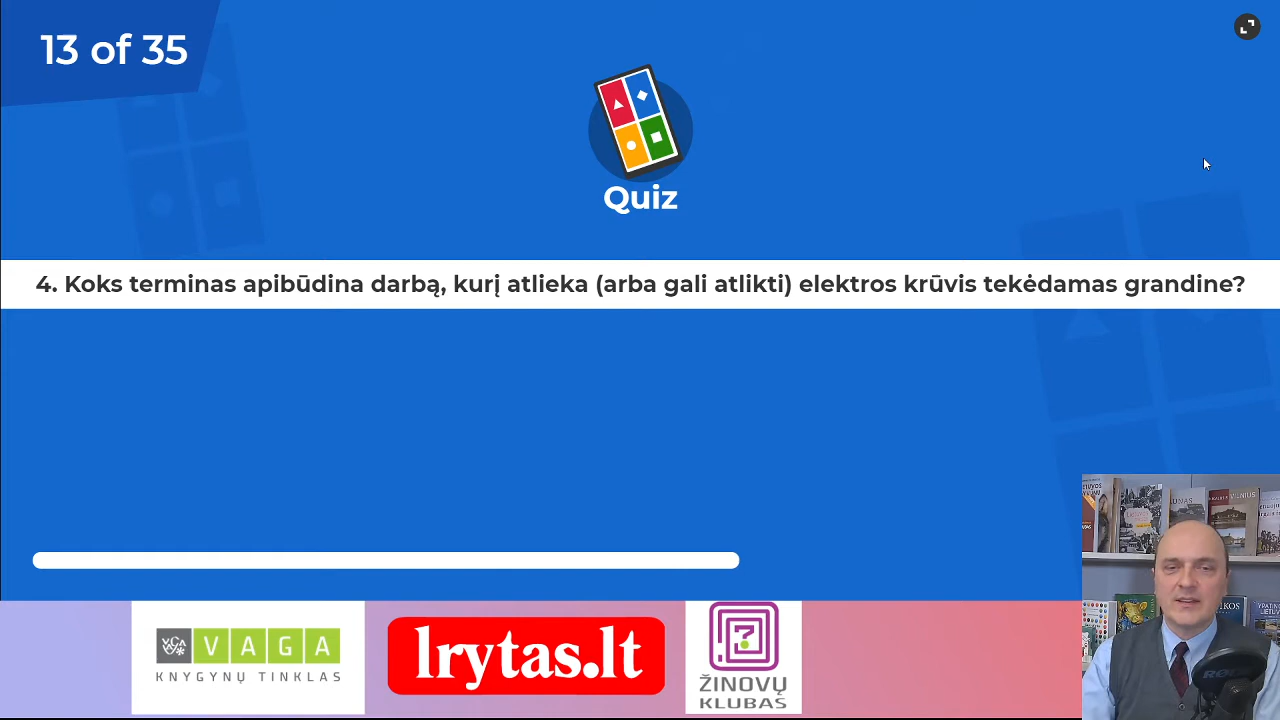 13 of 35
Quiz
4. Koks terminas apibūdina darbą, kurį atlieka (arba gali atlikti) elektros krūvis tekėdamas grandine?
VAGA
KNYGYNŲ TINKLAS
lrytas.lt
ŽINOVŲ
KLUBAS